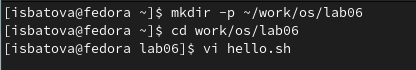 [isbatova@fedora ~]$ mkdir -p ~/work/os/lab06
[isbatova@fedora ~]$ cd work/os/lab06
[isbatova@fedora lab06]$ vi hello.sh